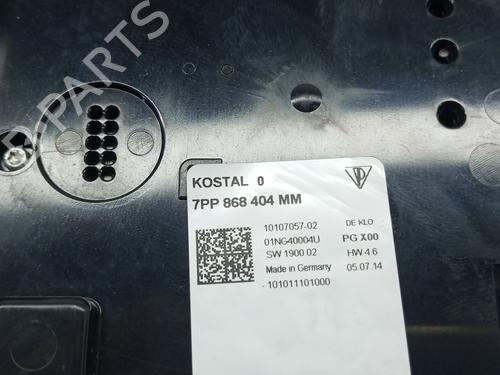 PARTS
KOSTAL 0
7PP 868 404 MM
10107057-02 DE KLO
01NG40004U PG X00
SW 1900 02 HW 4.6
Made in Germany 05.07.14
101011101000